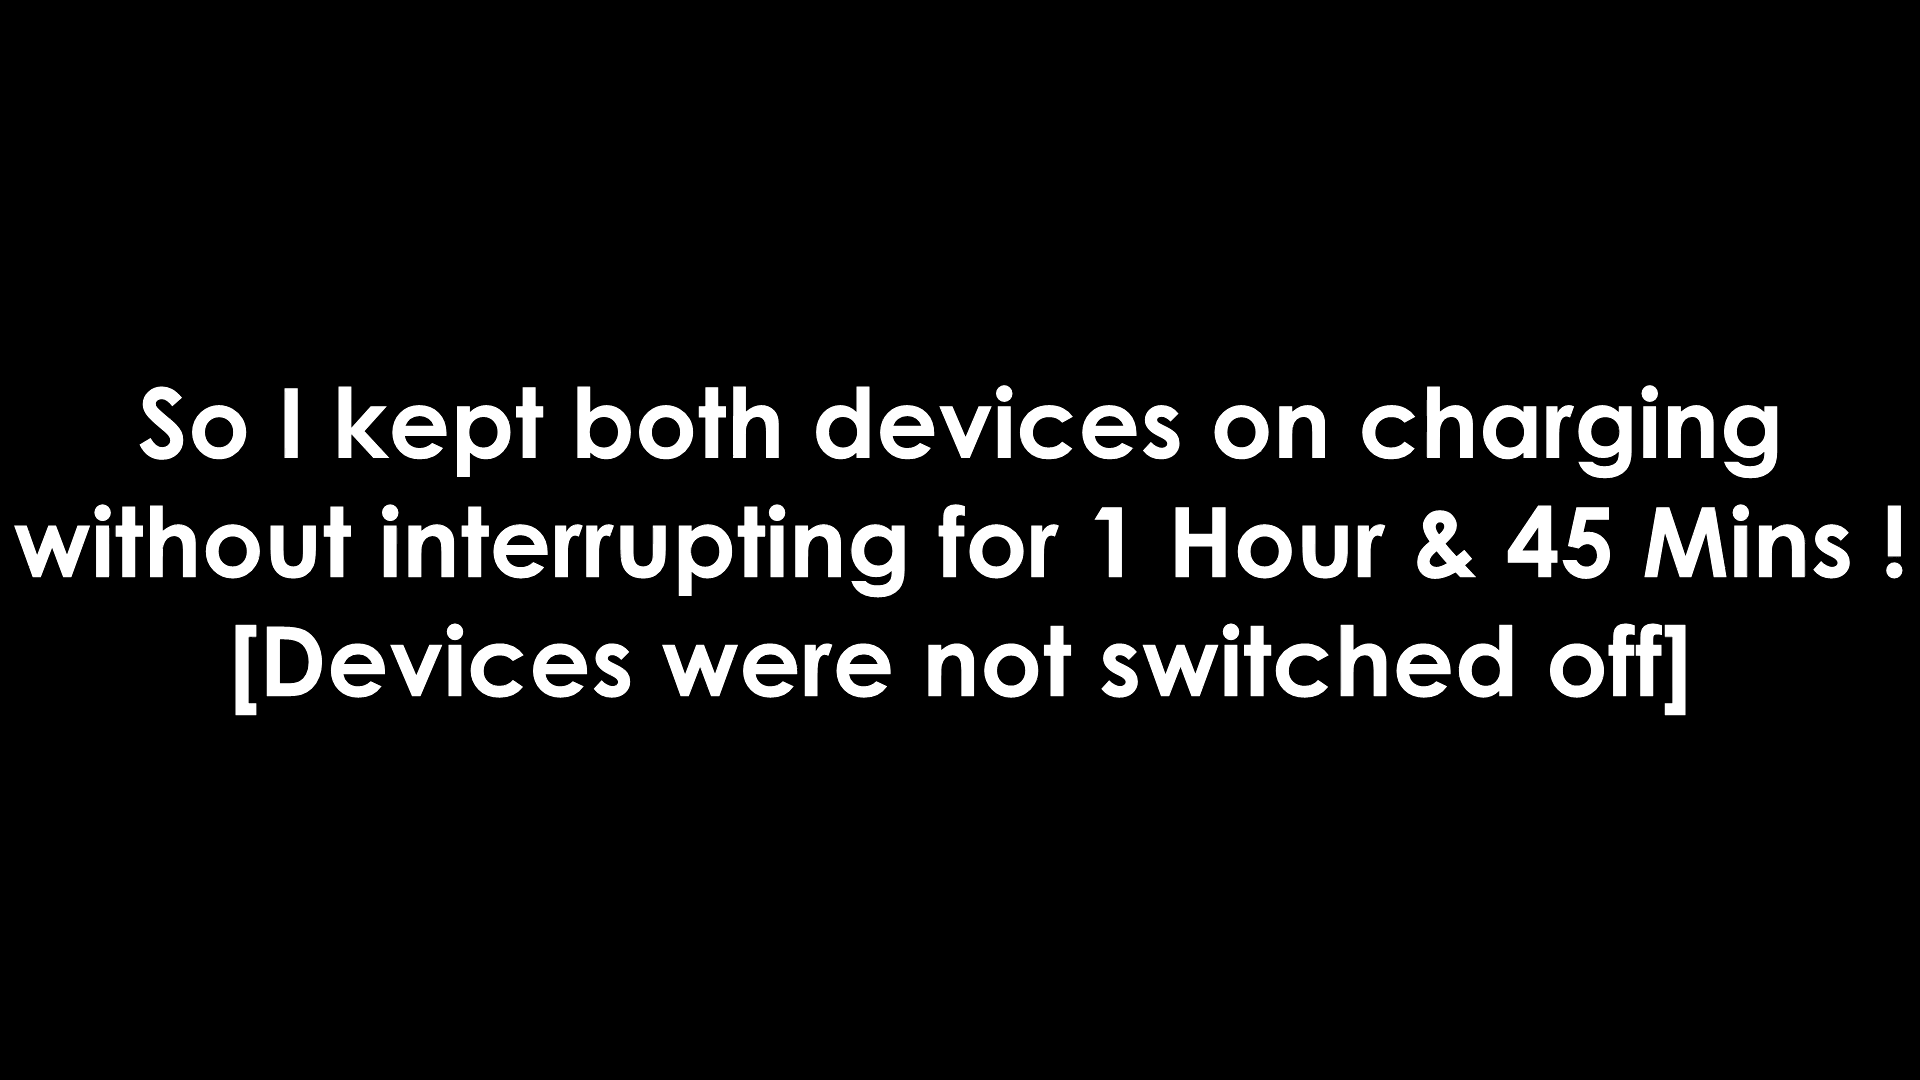 So I kept both devices on charging
without interrupting for 1 Hour & 45 Mins !
[Devices were not switched off]